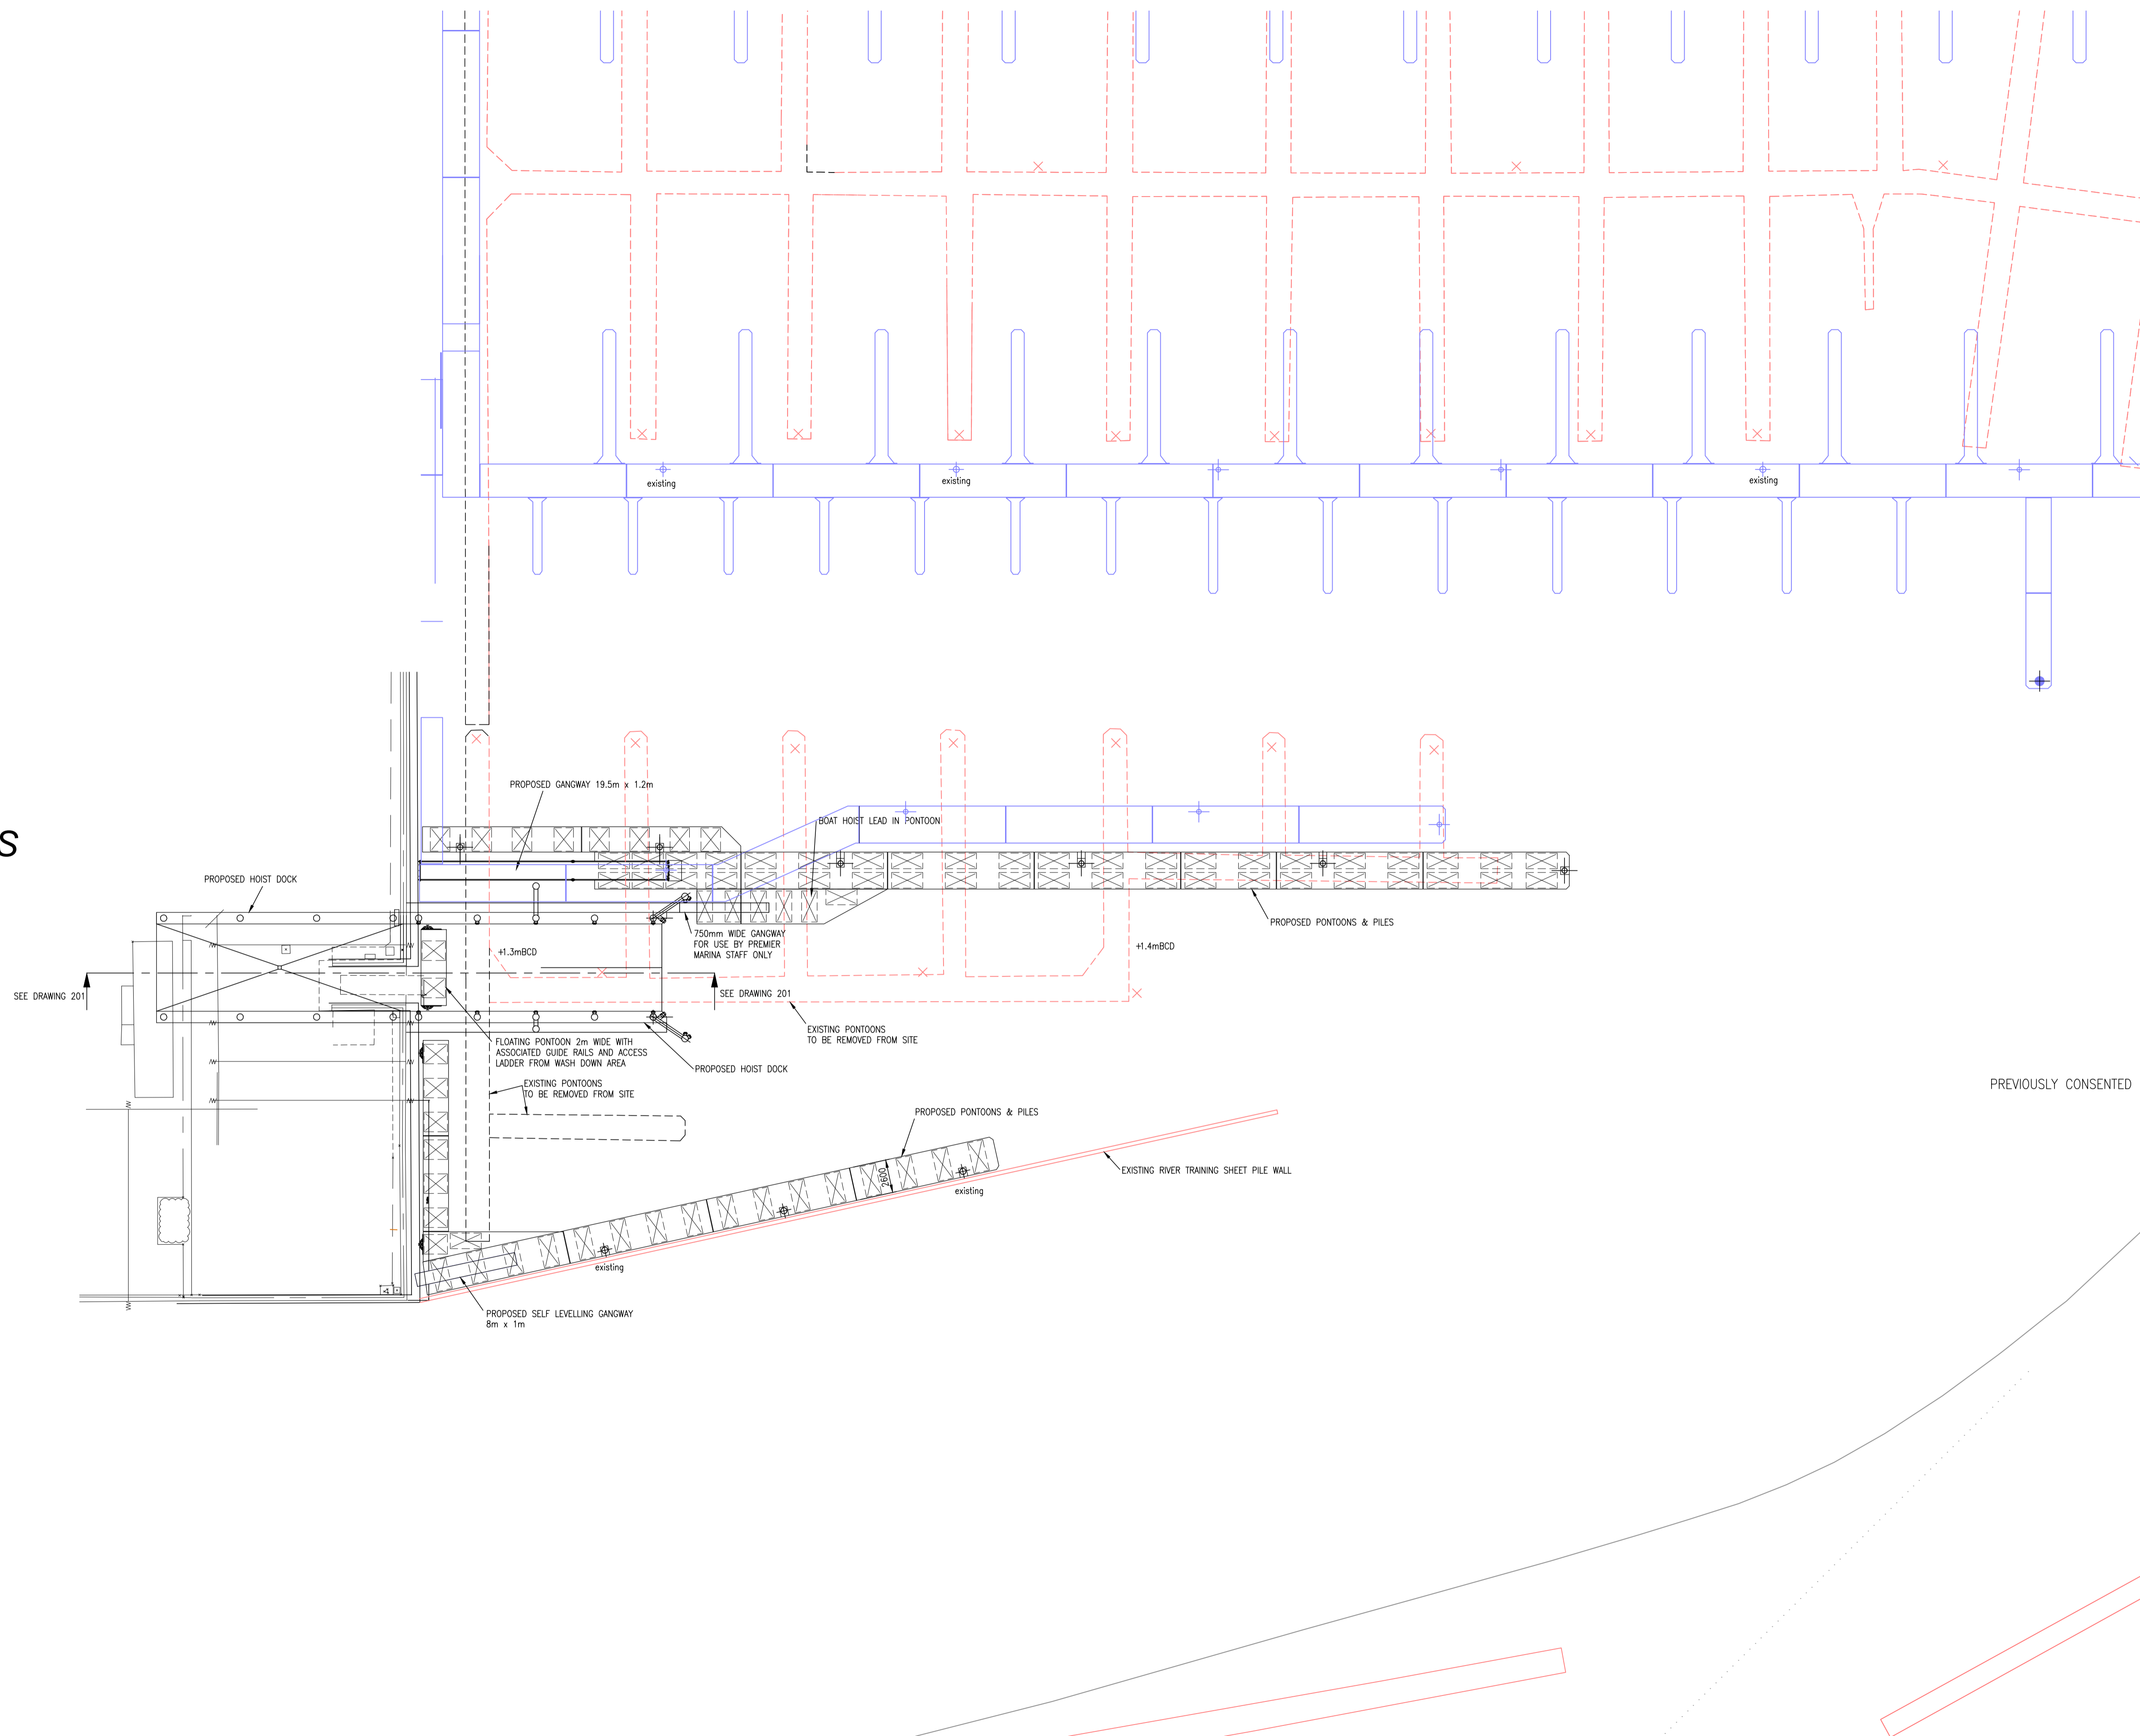 existing
existing
existing
S
PROPOSED GANGWAY 19.5m x 1.2m
BOAT HOIST LEAD IN PONTOON
PROPOSED HOIST DOCK
PROPOSED PONTOONS & PILES
750mm WIDE GANGWAY
FOR USE BY PREMIER
MARINA STAFF ONLY
+1.3mBCD
+1.4mBCD
SEE DRAWING 201
SEE DRAWING 201
EXISTING PONTOONS
TO BE REMOVED FROM SITE
FLOATING PONTOON 2m WIDE WITH
ASSOCIATED GUIDE RAILS AND ACCESS
LADDER FROM WASH DOWN AREA
PROPOSED HOIST DOCK
EXISTING PONTOONS
TO BE REMOVED FROM SITE
PREVIOUSLY CONSENTED
PROPOSED PONTOONS & PILES
2600
EXISTING RIVER TRAINING SHEET PILE WALL
existing
existing
PROPOSED SELF LEVELLING GANGWAY
8m x 1m